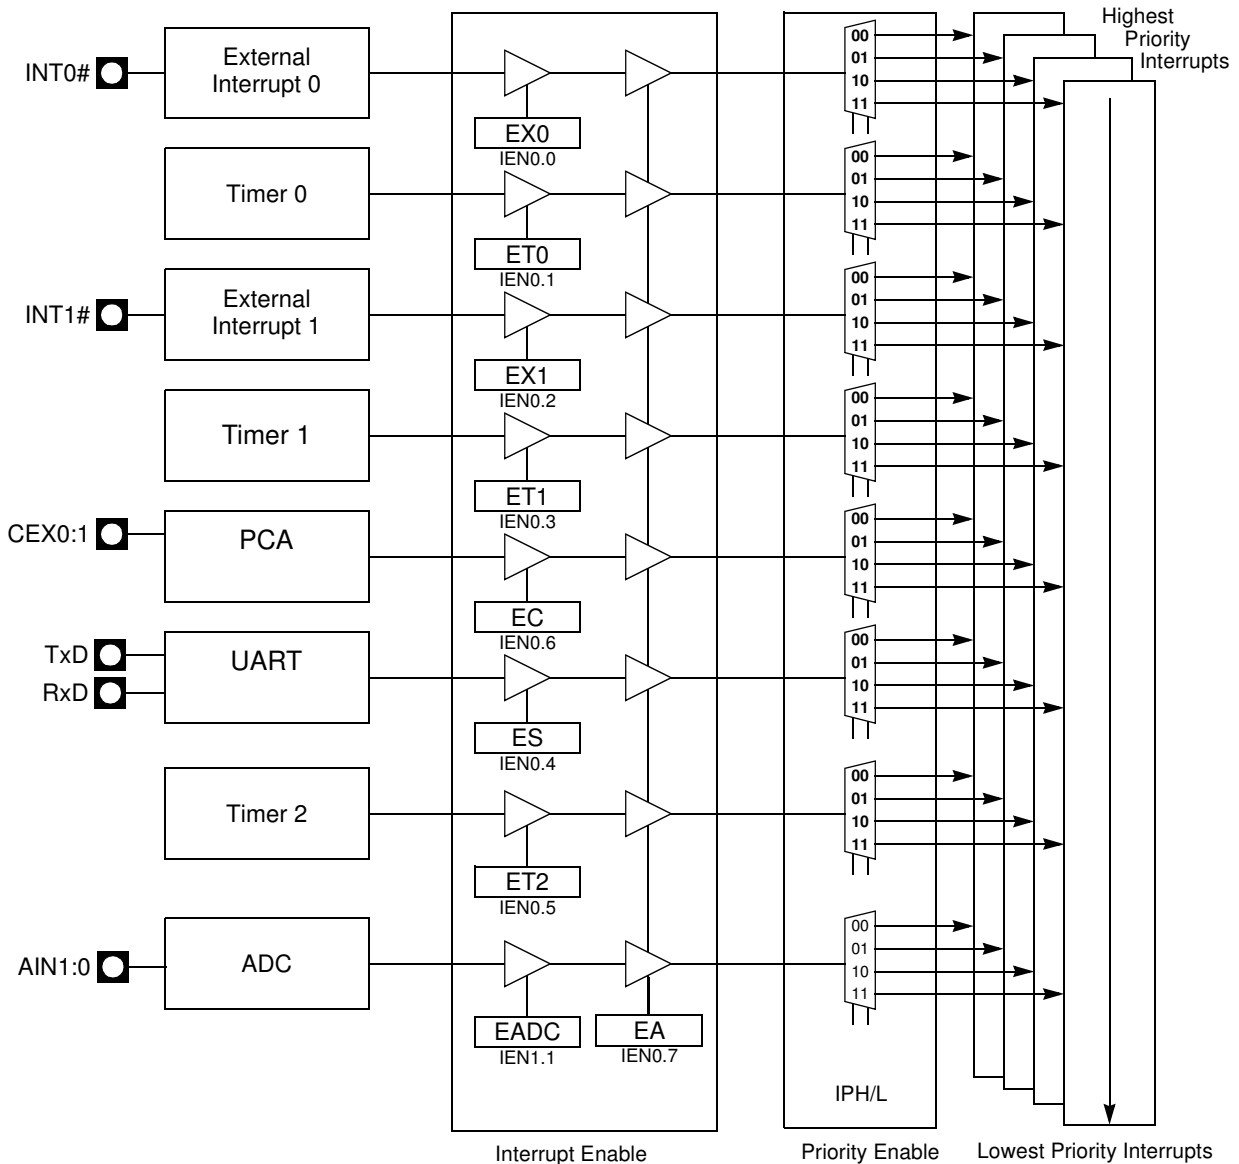 Highest
Priority
Interrupts
INT0#
External
Interrupt 0
EX0
IEN0.0
00
01
10
11
Timer 0
ET0
IEN0.1
00
01
10
11
INT1#
External
Interrupt 1
EX1
IEN0.2
00
01
10
11
Timer 1
ET1
IEN0.3
00
01
10
11
CEX0:1
PCA
EC
IEN0.6
00
01
10
11
TxD
RxD
UART
ES
IEN0.4
00
01
10
11
Timer 2
ET2
IEN0.5
00
01
10
11
AIN1:0
ADC
EADC
IEN1.1
EA
IEN0.7
00
01
10
11
IPH/L
Interrupt Enable
Priority Enable
Lowest Priority Interrupts